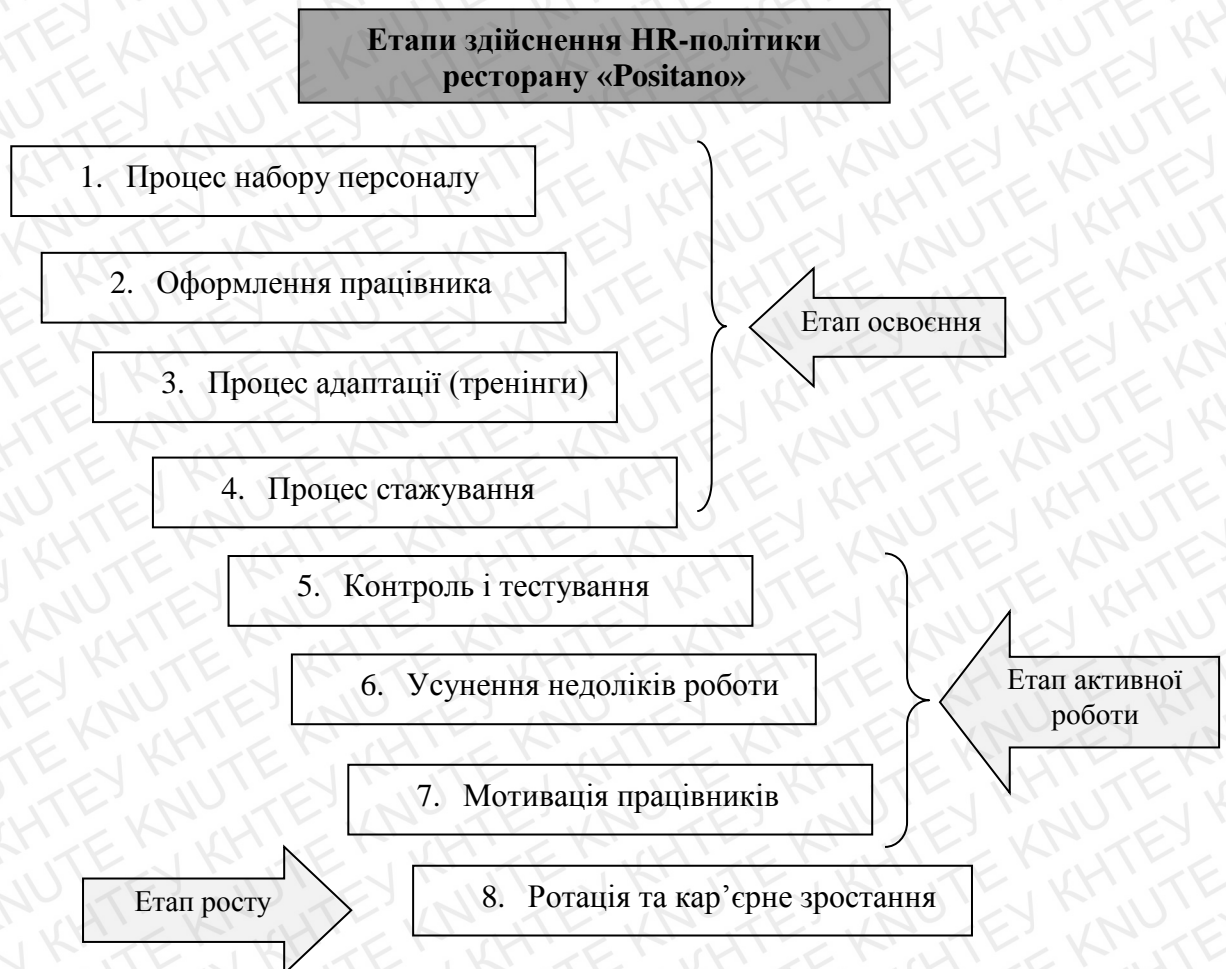 Етапи здійснення HR-політики
ресторану «Positano»
1. Процес набору персоналу
2. Оформлення працівника
3. Процес адаптації (тренінги)
4. Процес стажування
Етап освоєння
5. Контроль і тестування
6. Усунення недоліків роботи
7. Мотивація працівників
Етап активної
роботи
Етап росту
8. Ротація та кар’єрне зростання
KNUTE КНТЕУ